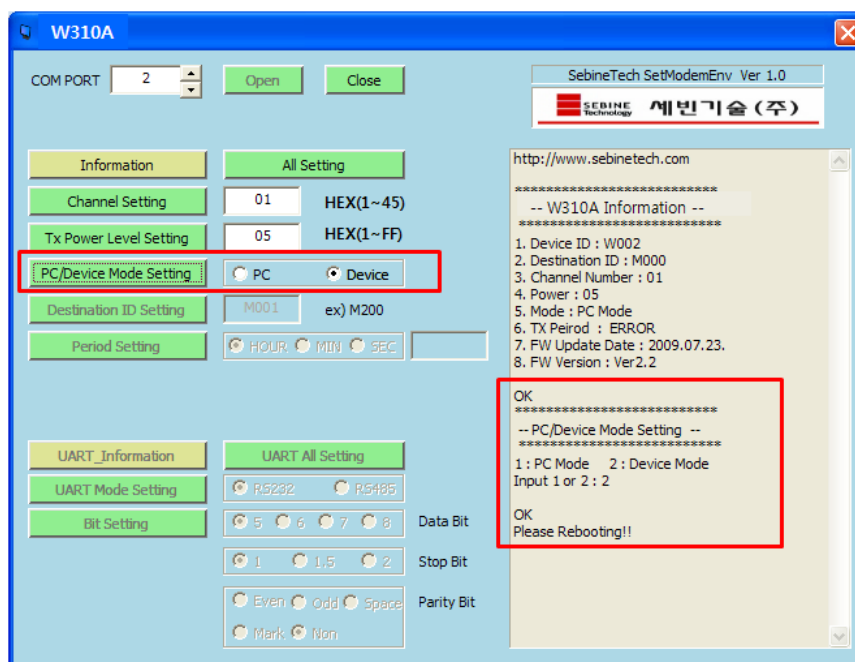 W310A
COM PORT 2 Open Close
SebineTech SetModemEnv Ver 1.0
SEBINE Technology 세빈기술(주)
Information All Setting
Channel Setting 01 HEX(1~45)
Tx Power Level Setting 05 HEX(1~FF)
PC/Device Mode Setting PC Device
Destination ID Setting M001 ex) M200
Period Setting HOUR MIN SEC
UART_Information UART All Setting
UART Mode Setting RS232 RS485
Bit Setting 5 6 7 8 Data Bit
1 1.5 2 Stop Bit
Even Odd Space Parity Bit
Mark Non
http://www.sebinetech.com
***************************
-- W310A Information --
***************************
1. Device ID : W002
2. Destination ID : M000
3. Channel Number : 01
4. Power : 05
5. Mode : PC Mode
6. TX Peirod : ERROR
7. FW Update Date : 2009.07.23.
8. FW Version : Ver2.2
OK
***************************
-- PC/Device Mode Setting --
***************************
1 : PC Mode 2 : Device Mode
Input 1 or 2 : 2
OK
Please Rebooting!!